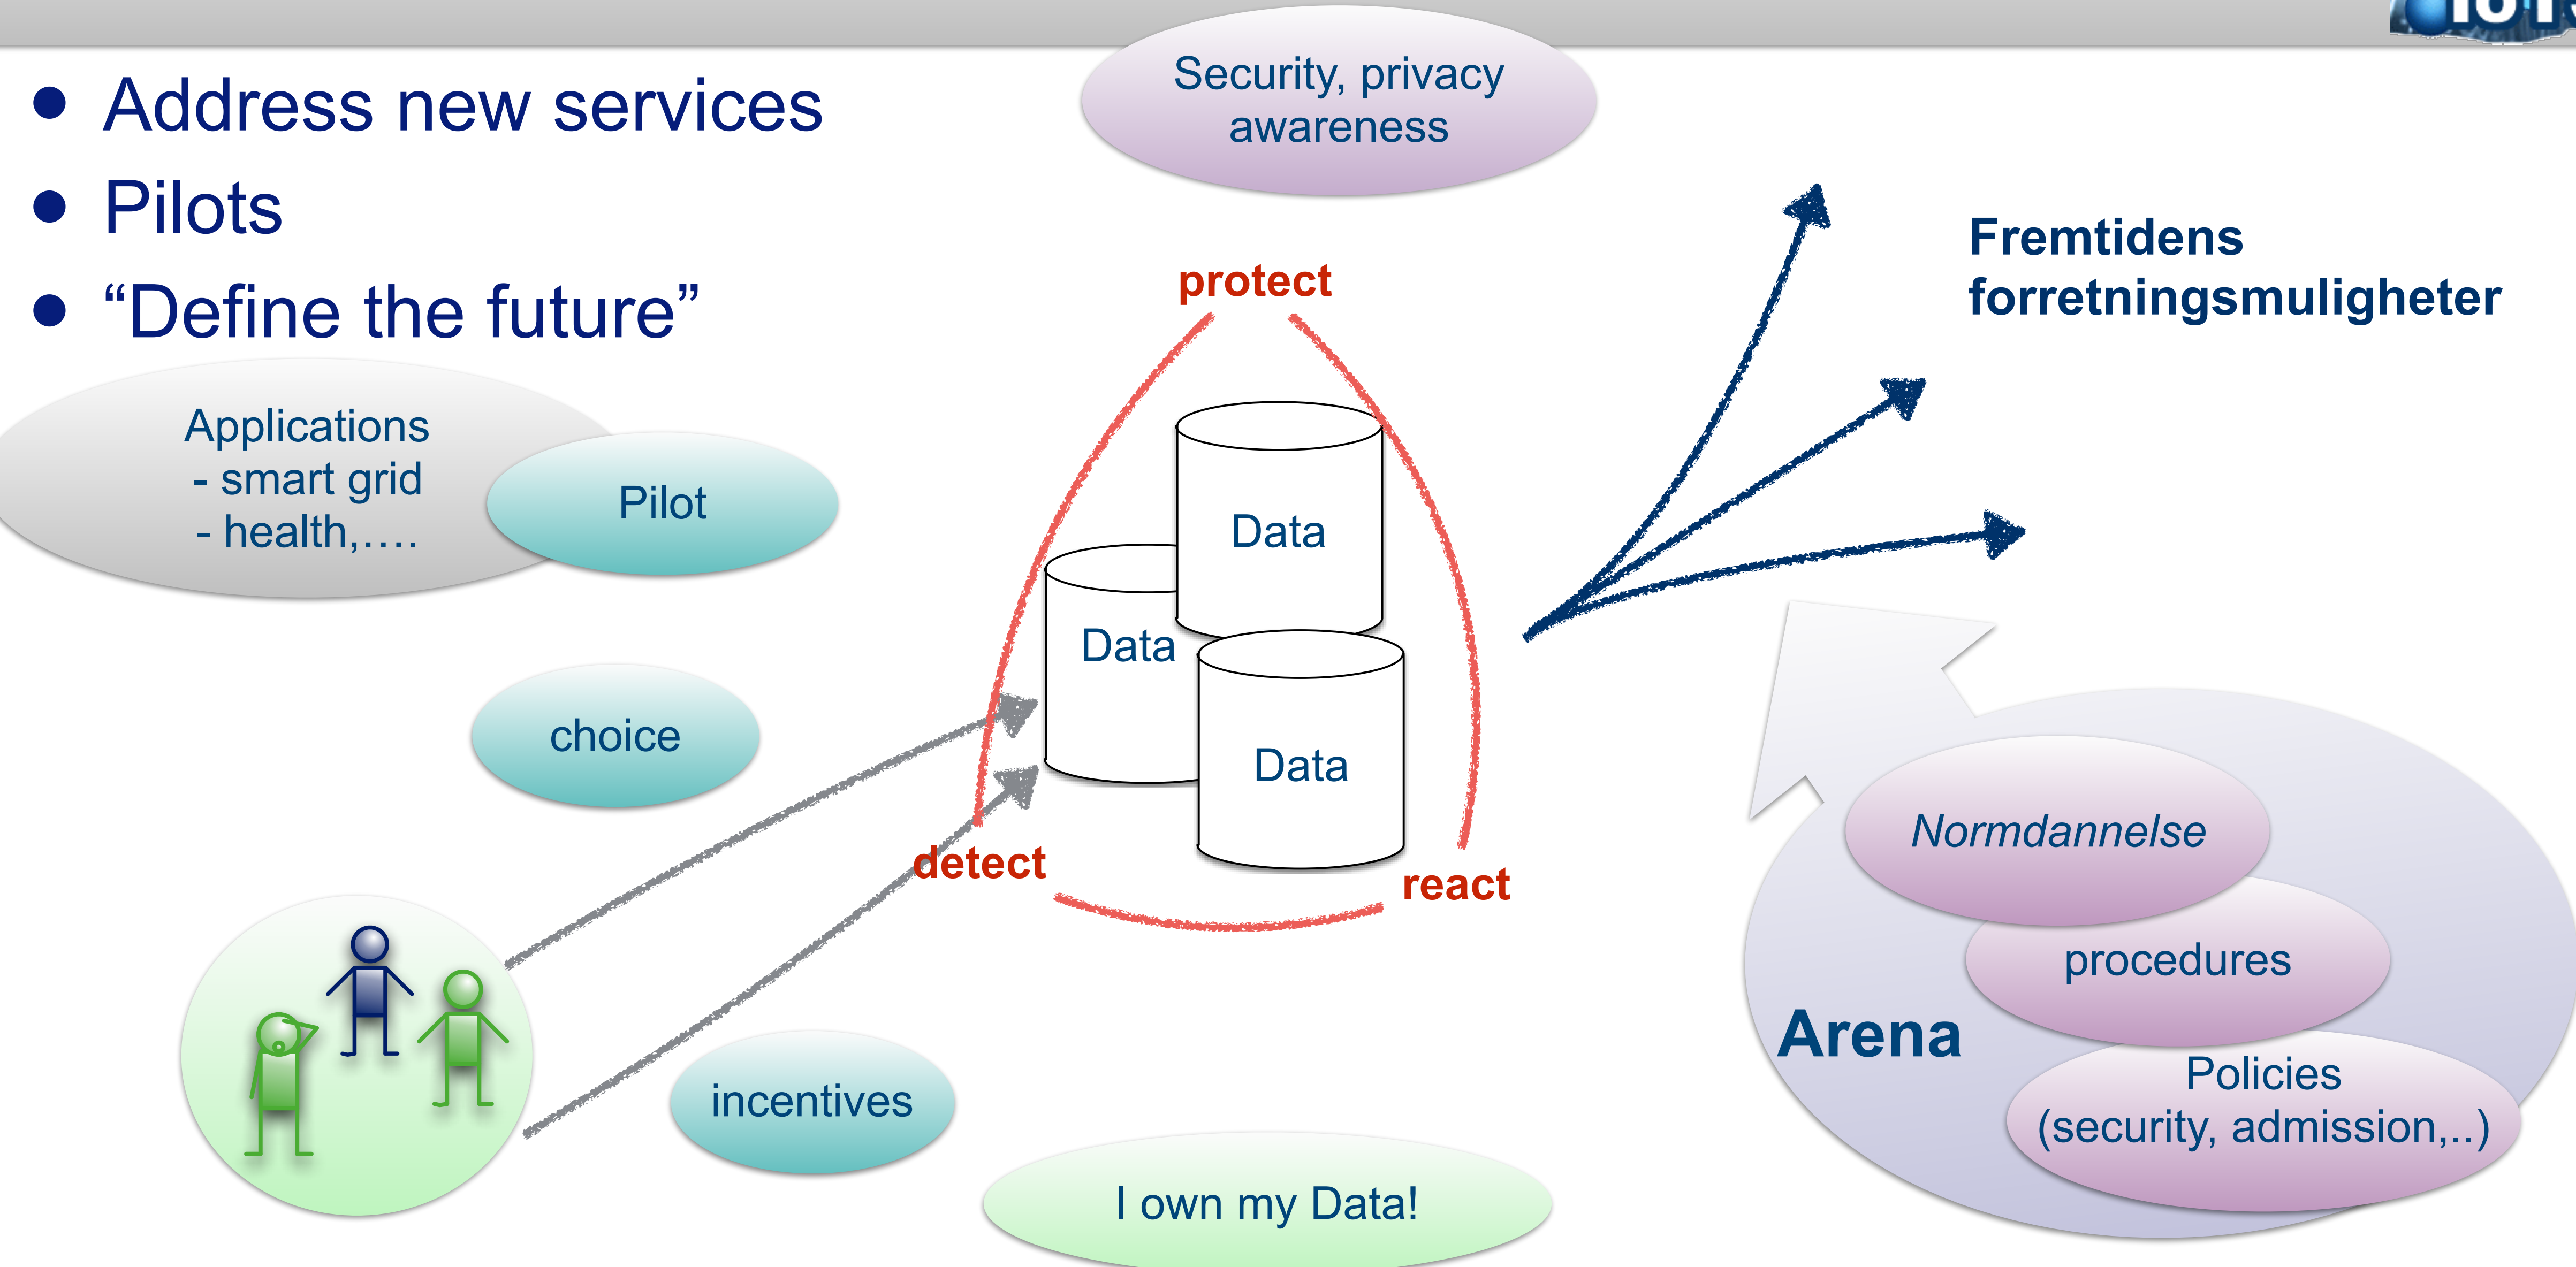 ● Address new services
● Pilots
● “Define the future”
Security, privacy
awareness
Fremtidens
forretningsmuligheter
protect
Applications
- smart grid
- health,….
Pilot
Data
Data
Data
choice
detect
react
incentives
I own my Data!
Arena
Normdannelse
procedures
Policies
(security, admission,..)